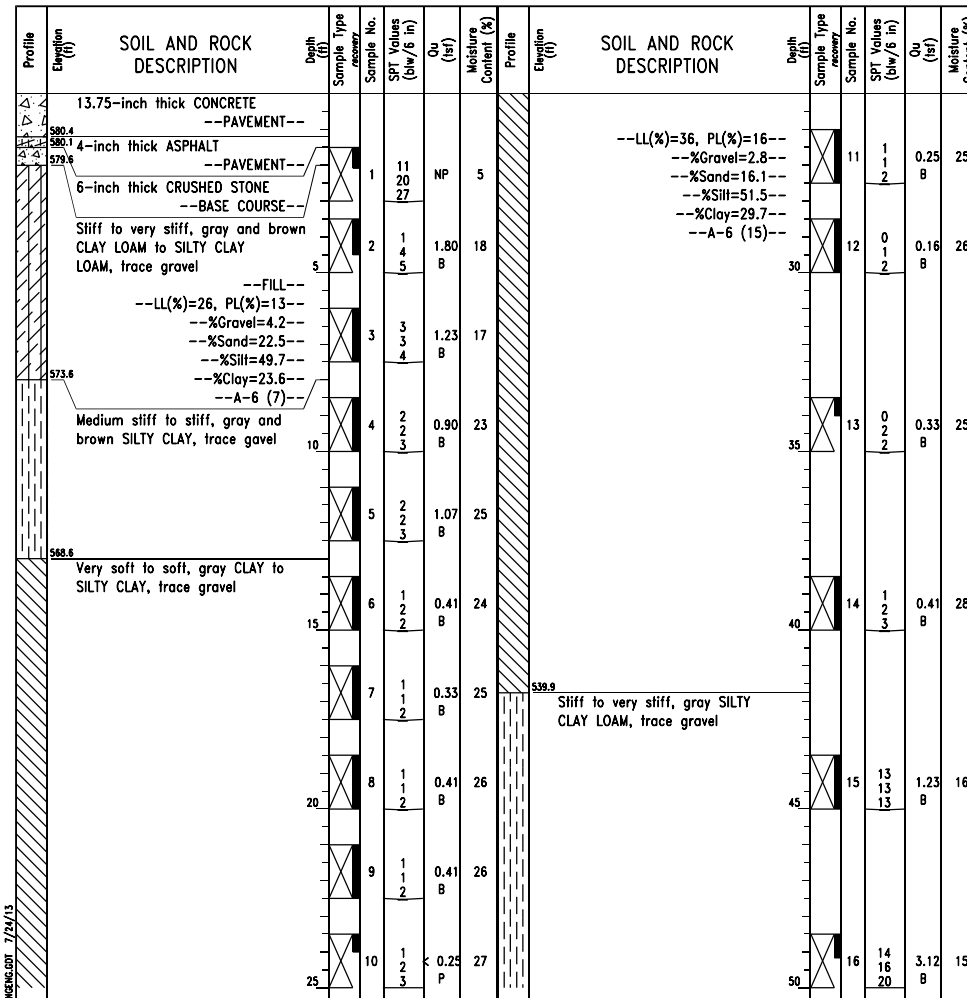 Profile
Elevation (ft)
SOIL AND ROCK
DESCRIPTION
Depth (ft)
Sample Type
recovery
Sample No.
SPT Values (blw/6 in)
Qu (tsf)
Moisture Content (%)
13.75-inch thick CONCRETE
--PAVEMENT--
580.4
580.1
4-inch thick ASPHALT
--PAVEMENT--
579.6
6-inch thick CRUSHED STONE
--BASE COURSE--
Stiff to very stiff, gray and brown
CLAY LOAM to SILTY CLAY
LOAM, trace gravel
--FILL--
--LL(%)=26, PL(%)=13--
--%Gravel=4.2--
--%Sand=22.5--
--%Silt=49.7--
--%Clay=23.6--
--A-6 (7)--
573.6
Medium stiff to stiff, gray and
brown SILTY CLAY, trace gavel
568.6
Very soft to soft, gray CLAY to
SILTY CLAY, trace gravel
5
10
15
20
25
1 11 20 27 NP 5
2 1 4 5 1.80 B 18
3 3 3 4 1.23 B 17
4 2 2 3 0.90 B 23
5 2 2 3 1.07 B 25
6 1 2 2 0.41 B 24
7 1 1 2 0.33 B 25
8 1 1 2 0.41 B 26
9 1 1 2 0.41 B 26
10 1 2 3 < 0.25 P 27
NGENG.GDT 7/24/13
Profile
Elevation (ft)
SOIL AND ROCK
DESCRIPTION
Depth (ft)
Sample Type
recovery
Sample No.
SPT Values (blw/6 in)
Qu (tsf)
Moisture Content (%)
--LL(%)=36, PL(%)=16--
--%Gravel=2.8--
--%Sand=16.1--
--%Silt=51.5--
--%Clay=29.7--
--A-6 (15)--
539.9
Stiff to very stiff, gray SILTY
CLAY LOAM, trace gravel
30
35
40
45
50
11 1 1 2 0.25 B 25
12 0 1 2 0.16 B 26
13 0 2 2 0.33 B 25
14 1 2 3 0.41 B 28
15 13 13 13 1.23 B 16
16 14 16 20 3.12 B 15